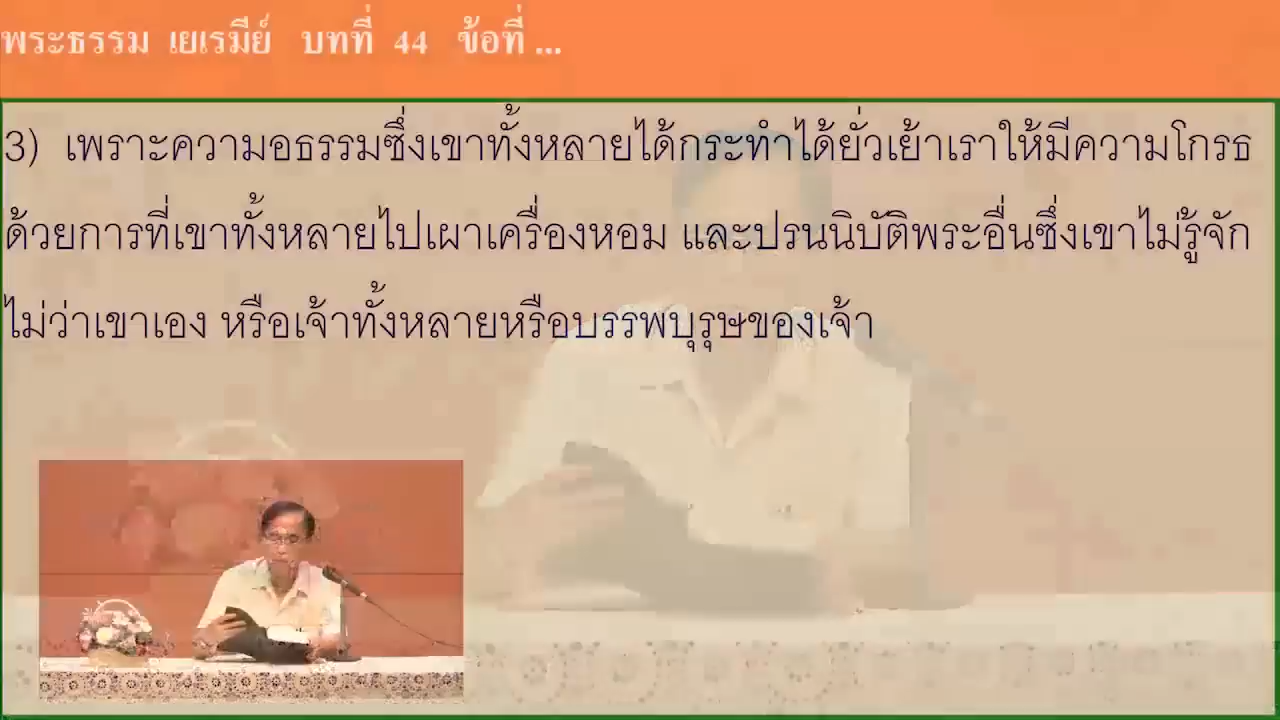 พระธรรม เยเรมีย์ บทที่ 44 ข้อที่ ...
3) เพราะความอธรรมซึ่งเขาทั้งหลายได้กระทำได้ยั่วเย้าเราให้มีความโกรธ
ด้วยการที่เขาทั้งหลายไปเผาเครื่องหอม และปรนนิบัติพระอื่นซึ่งเขาไม่รู้จัก
ไม่ว่าเขาเอง หรือเจ้าทั้งหลายหรือบรรพบุรุษของเจ้า